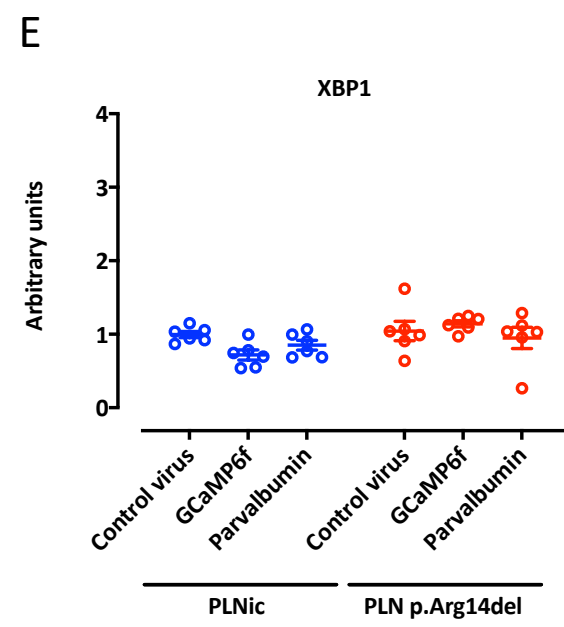 E
XBP1
Arbitrary units
4
3
2
1
0
Control virus
GCaMP6f
Parvalbumin
Control virus
GCaMP6f
Parvalbumin
PLNic
PLN p.Arg14del